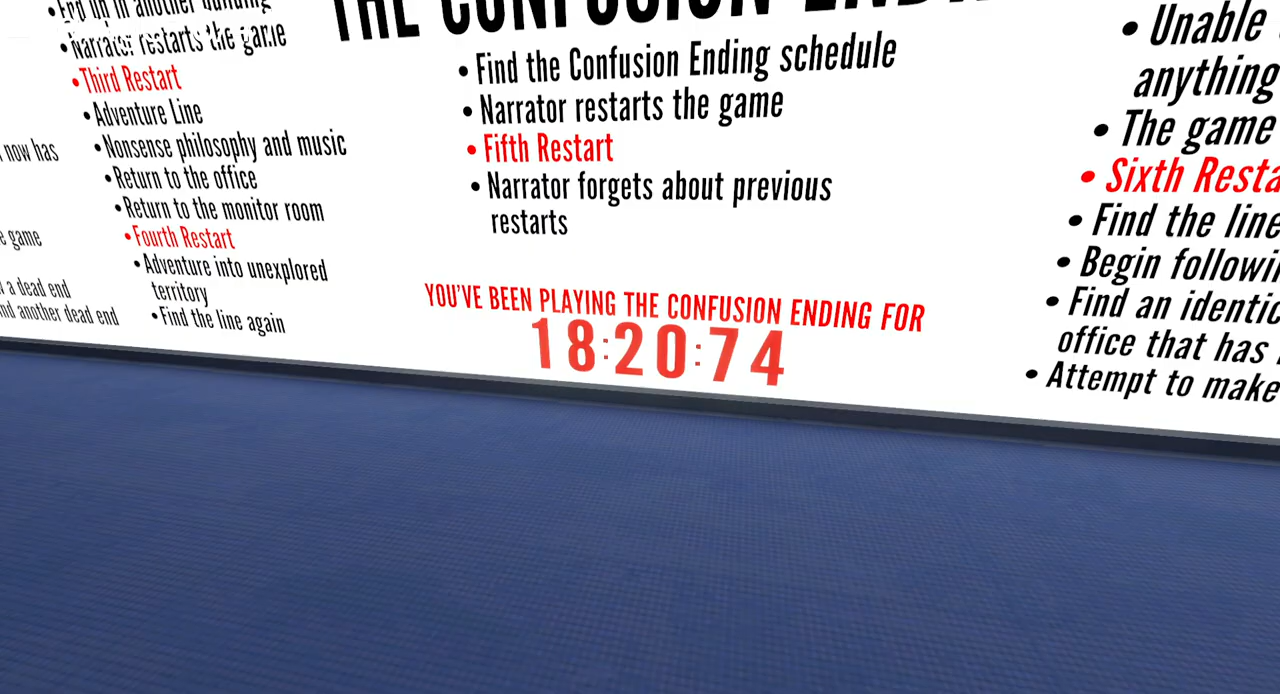 now has
e game
a dead end
nd another dead end
• End up in another building
• Narrator restarts the game
• Third Restart
• Adventure Line
• Nonsense philosophy and music
• Return to the office
• Return to the monitor room
• Fourth Restart
• Adventure into unexplored
territory
• Find the line again
THE CONFUSION
• Find the Confusion Ending schedule
• Narrator restarts the game
• Fifth Restart
• Narrator forgets about previous
restarts
YOU'VE BEEN PLAYING THE CONFUSION ENDING FOR
18:20:74
• Unable
anything
• The game
• Sixth Resta
• Find the line
• Begin followi
• Find an identic
office that has
• Attempt to make